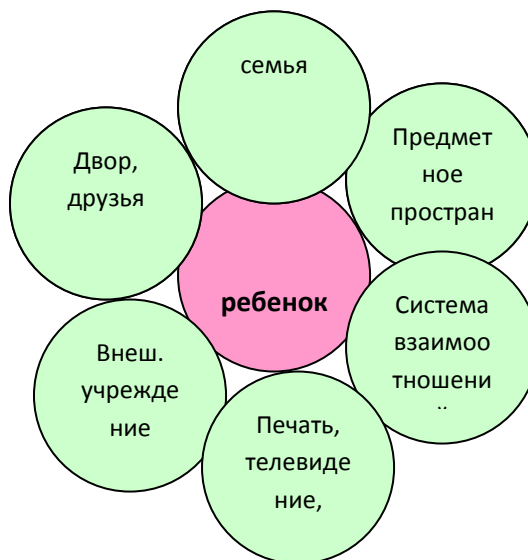 семья
Предмет
ное
простран
Система
взаимоо
тношени
й
Печать,
телевиде
ние,
Внеш.
учрежде
ние
Двор,
друзья
ребенок